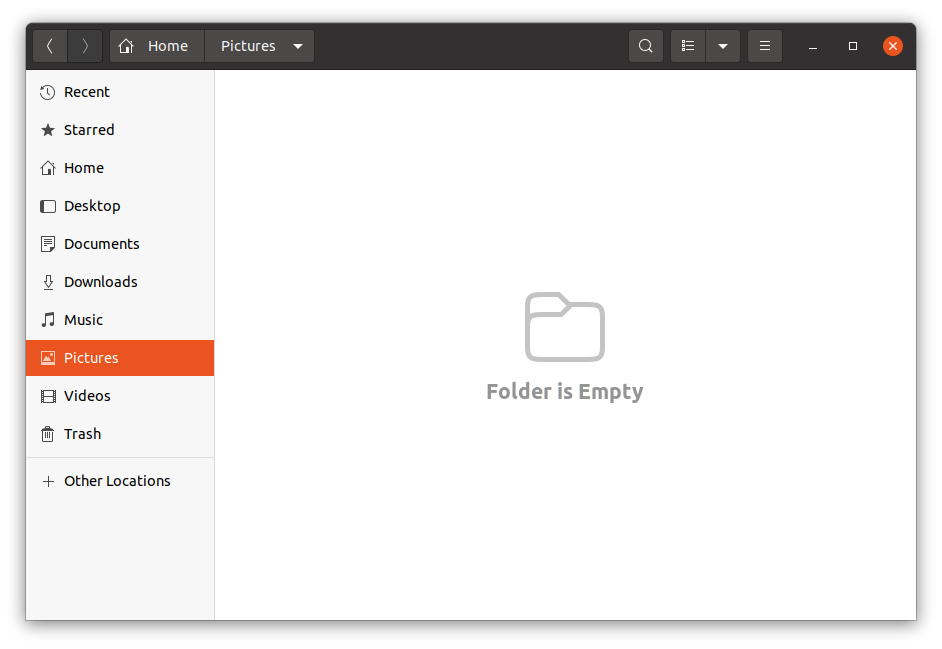 Home Pictures
Recent
Starred
Home
Desktop
Documents
Downloads
Music
Pictures
Videos
Trash
Other Locations
Folder is Empty